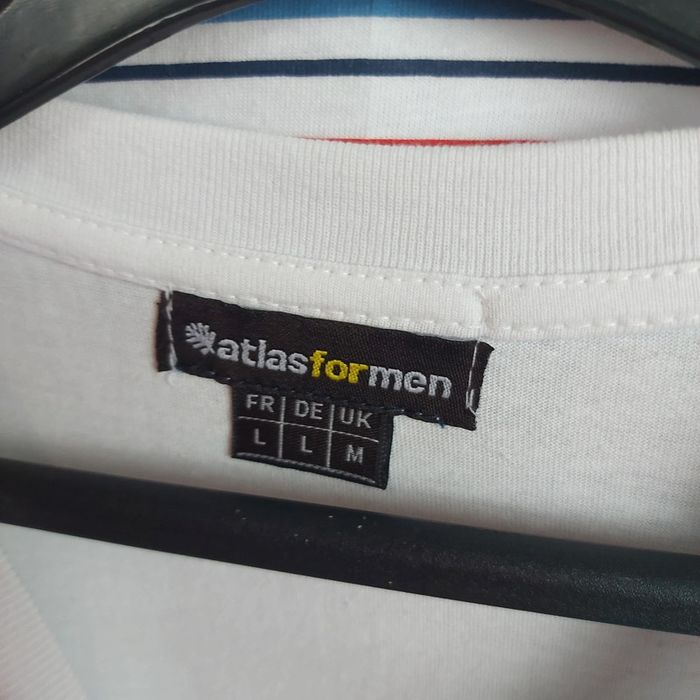 atlasformen
FR DE UK
L L M